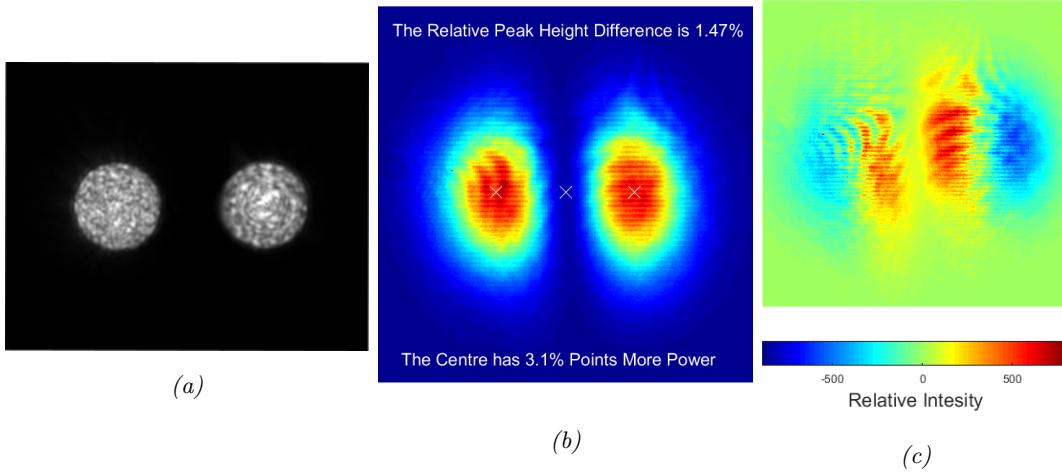 The Relative Peak Height Difference is 1.47%
The Centre has 3.1% Points More Power
-500 0 500
Relative Intesity
(a)
(b)
(c)